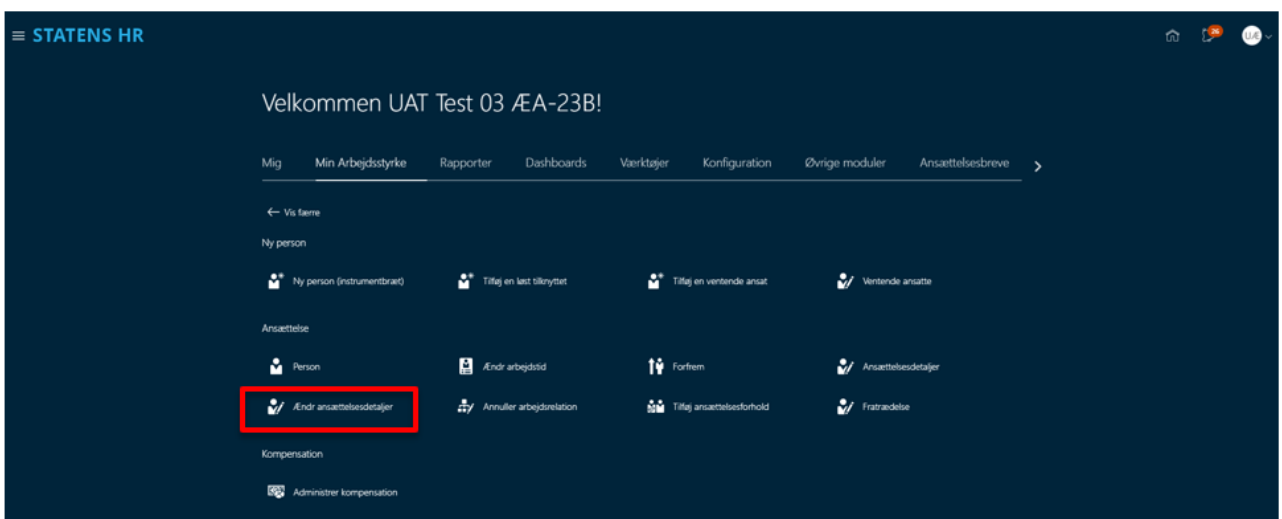 ≡ STATENS HR
26
UÆ
Velkommen UAT Test 03 ÆA-23B!
Mig Min Arbejdsstyrke Rapporter Dashboards Værktøjer Konfiguration Øvrige moduler Ansættelsesbreve
← Vis færre
Ny person
Ny person (instrumentbræt) Tilføj en løst tilknyttet Tilføj en ventende ansat Ventende ansatte
Ansættelse
Person Ændr arbejdstid Forfrem Ansættelsesdetaljer
Ændr ansættelsesdetaljer Annuller arbejdsrelation Tilføj ansættelsesforhold Fratrædelse
Kompensation
Administrer kompensation